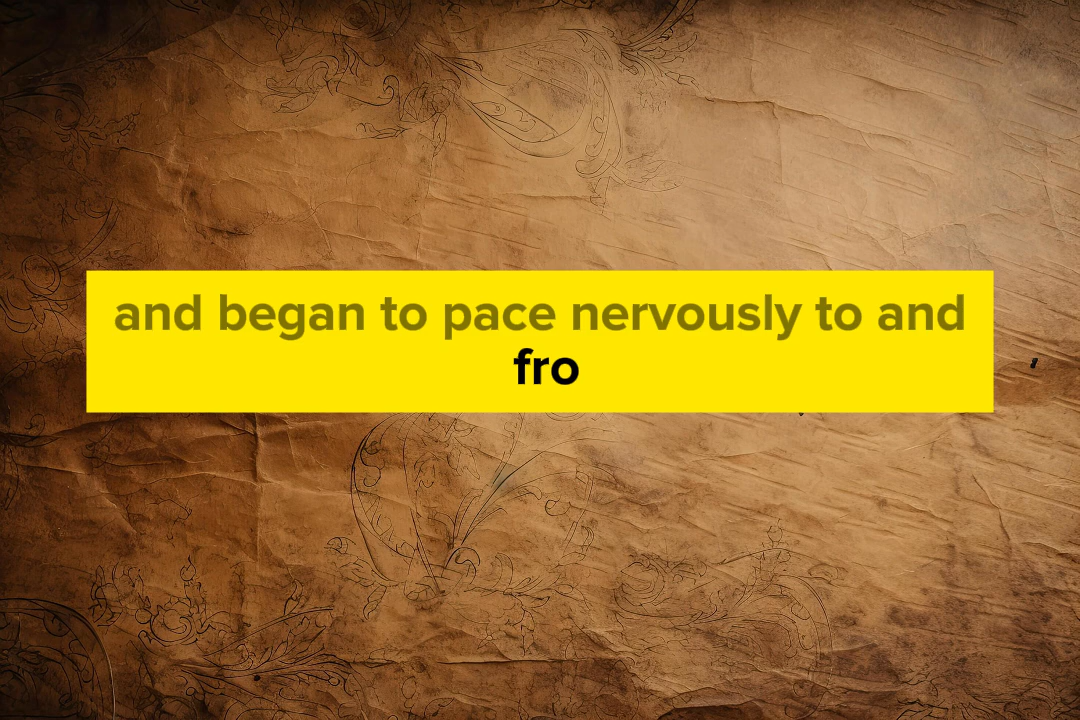 and began to pace nervously to and
fro